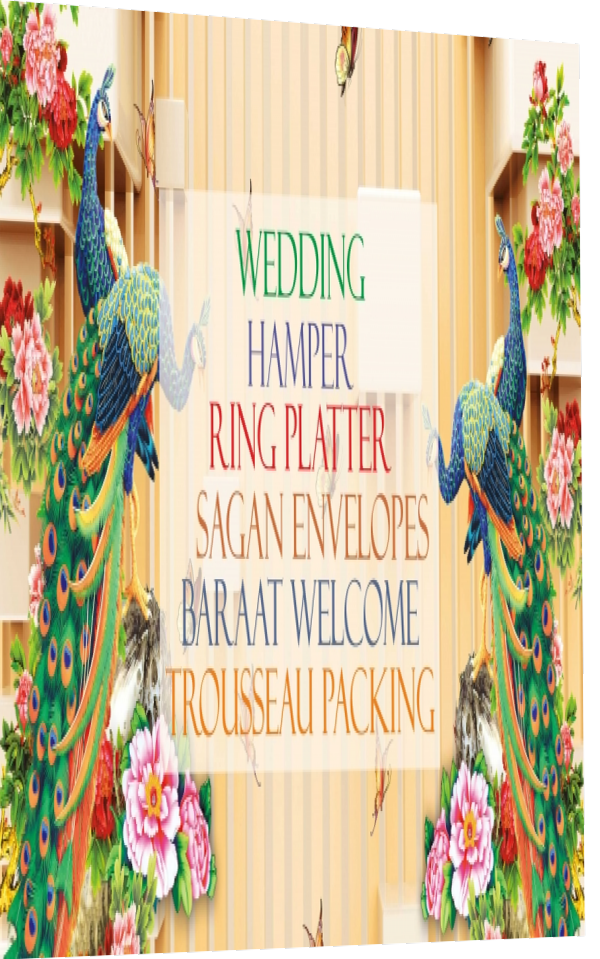 WEDDING
HAMPER
RING PLATTER
SAGAN ENVELOPES
BARAAT WELCOME
TROUSSEAU PACKING